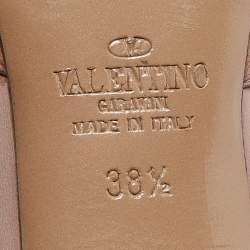 VALENTINO
GARAVANI
MADE IN ITALY
38½